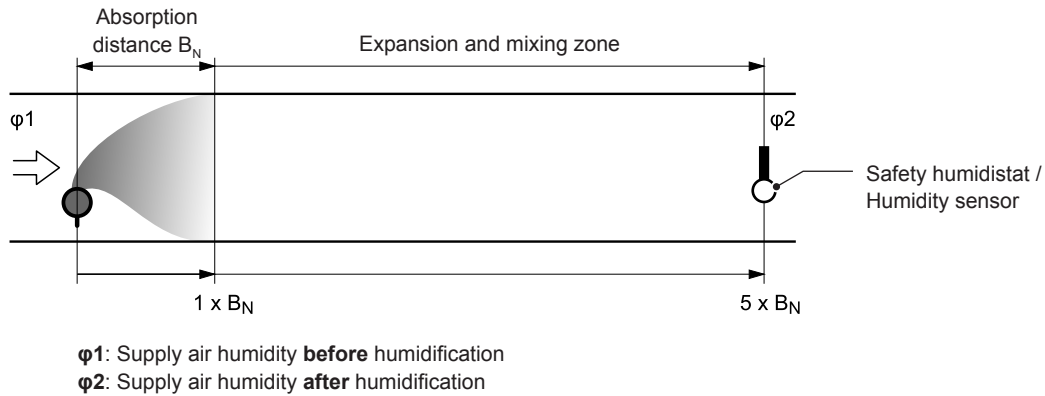 Absorption
distance B_N
Expansion and mixing zone
φ1
φ2
Safety humidistat /
Humidity sensor
1 x B_N
5 x B_N
φ1: Supply air humidity before humidification
φ2: Supply air humidity after humidification